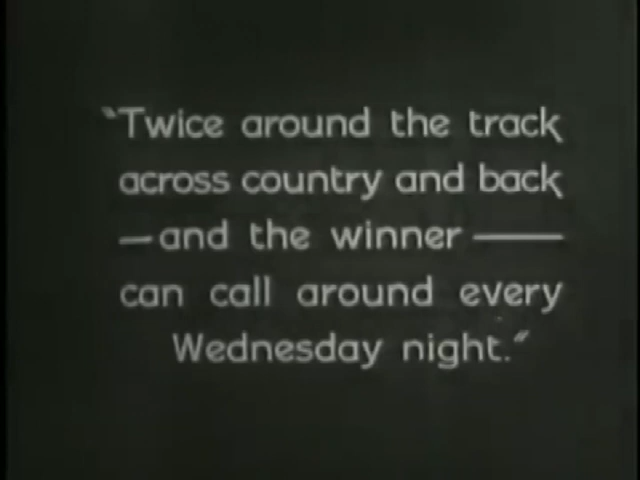 "Twice around the track
across country and back
—and the winner——
can call around every
Wednesday night."